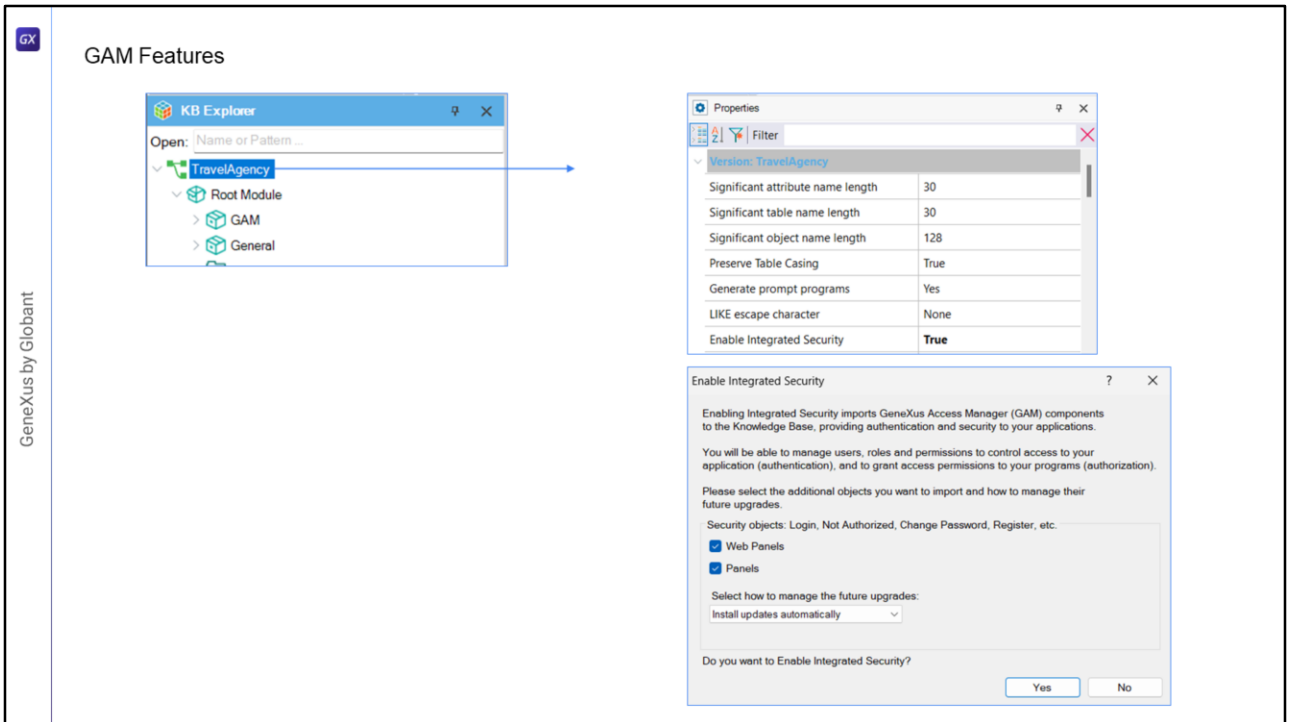 GX
GAM Features
GeneXus by Globant
KB Explorer
Open: Name or Pattern ...
TravelAgency
Root Module
GAM
General
Properties
Filter
Version: TravelAgency
Significant attribute name length 30
Significant table name length 30
Significant object name length 128
Preserve Table Casing True
Generate prompt programs Yes
LIKE escape character None
Enable Integrated Security True
Enable Integrated Security ?
Enabling Integrated Security imports GeneXus Access Manager (GAM) components
to the Knowledge Base, providing authentication and security to your applications.
You will be able to manage users, roles and permissions to control access to your
application (authentication), and to grant access permissions to your programs (authorization).
Please select the additional objects you want to import and how to manage their
future upgrades.
Security objects: Login, Not Authorized, Change Password, Register, etc.
Web Panels
Panels
Select how to manage the future upgrades:
Install updates automatically
Do you want to Enable Integrated Security?
Yes No